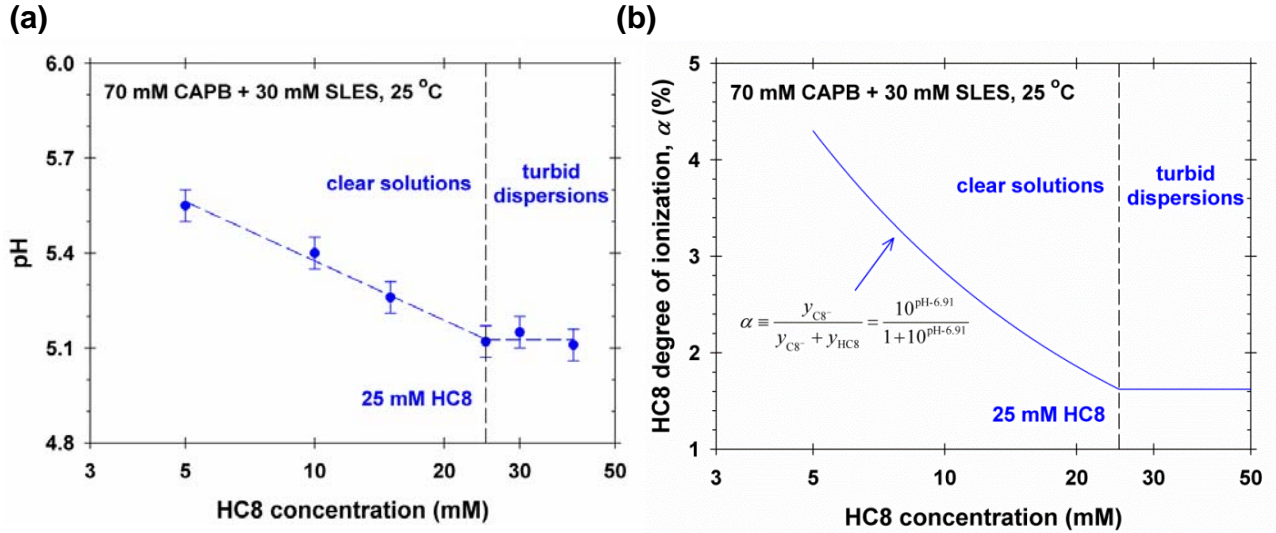 (a)
6.0
5.7
5.4
5.1
4.8
pH
70 mM CAPB + 30 mM SLES, 25 °C
clear solutions
turbid
dispersions
25 mM HC8
3
5
10
20
30
50
HC8 concentration (mM)
(b)
5
4
3
2
1
HC8 degree of ionization, α (%)
70 mM CAPB + 30 mM SLES, 25 °C
clear solutions
turbid
dispersions
α ≡ y_C8⁻ / (y_C8⁻ + y_HC8) = 10^(pH-6.91) / (1+10^(pH-6.91))
25 mM HC8
3
5
10
20
30
50
HC8 concentration (mM)